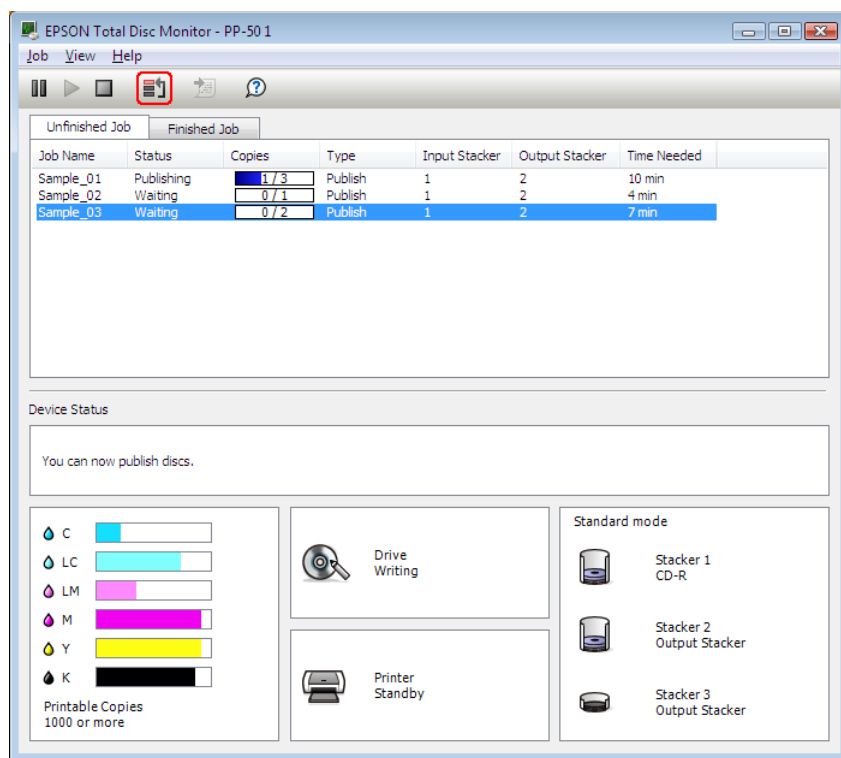 EPSON Total Disc Monitor - PP-50 1
Job View Help
Unfinished Job Finished Job
Job Name Status Copies Type Input Stacker Output Stacker Time Needed
Sample_01 Publishing 1 / 3 Publish 1 2 10 min
Sample_02 Waiting 0 / 1 Publish 1 2 4 min
Sample_03 Waiting 0 / 2 Publish 1 2 7 min
Device Status
You can now publish discs.
C
LC
LM
M
Y
K
Printable Copies
1000 or more
Drive
Writing
Printer
Standby
Standard mode
Stacker 1
CD-R
Stacker 2
Output Stacker
Stacker 3
Output Stacker